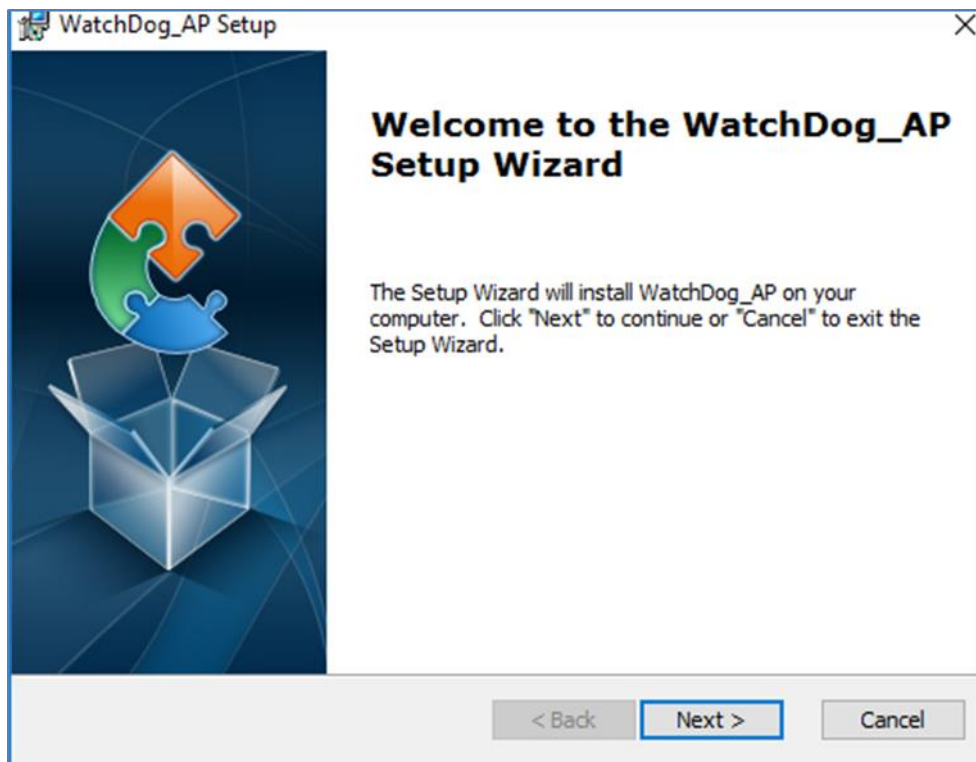 WatchDog_AP Setup
Welcome to the WatchDog_AP
Setup Wizard
The Setup Wizard will install WatchDog_AP on your
computer.  Click "Next" to continue or "Cancel" to exit the
Setup Wizard.
< Back
Next >
Cancel